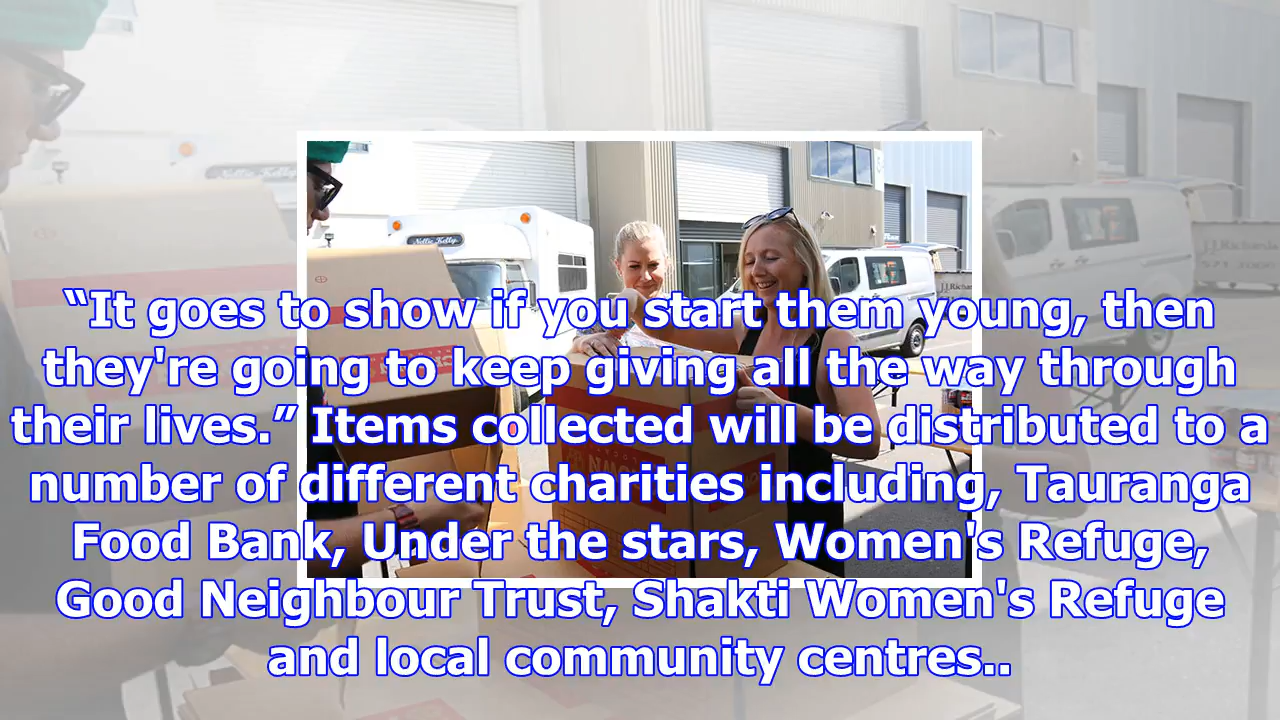 “It goes to show if you start them young, then
they're going to keep giving all the way through
their lives.” Items collected will be distributed to a
number of different charities including, Tauranga
Food Bank, Under the stars, Women's Refuge,
Good Neighbour Trust, Shakti Women's Refuge
and local community centres..
Nellie Kelly